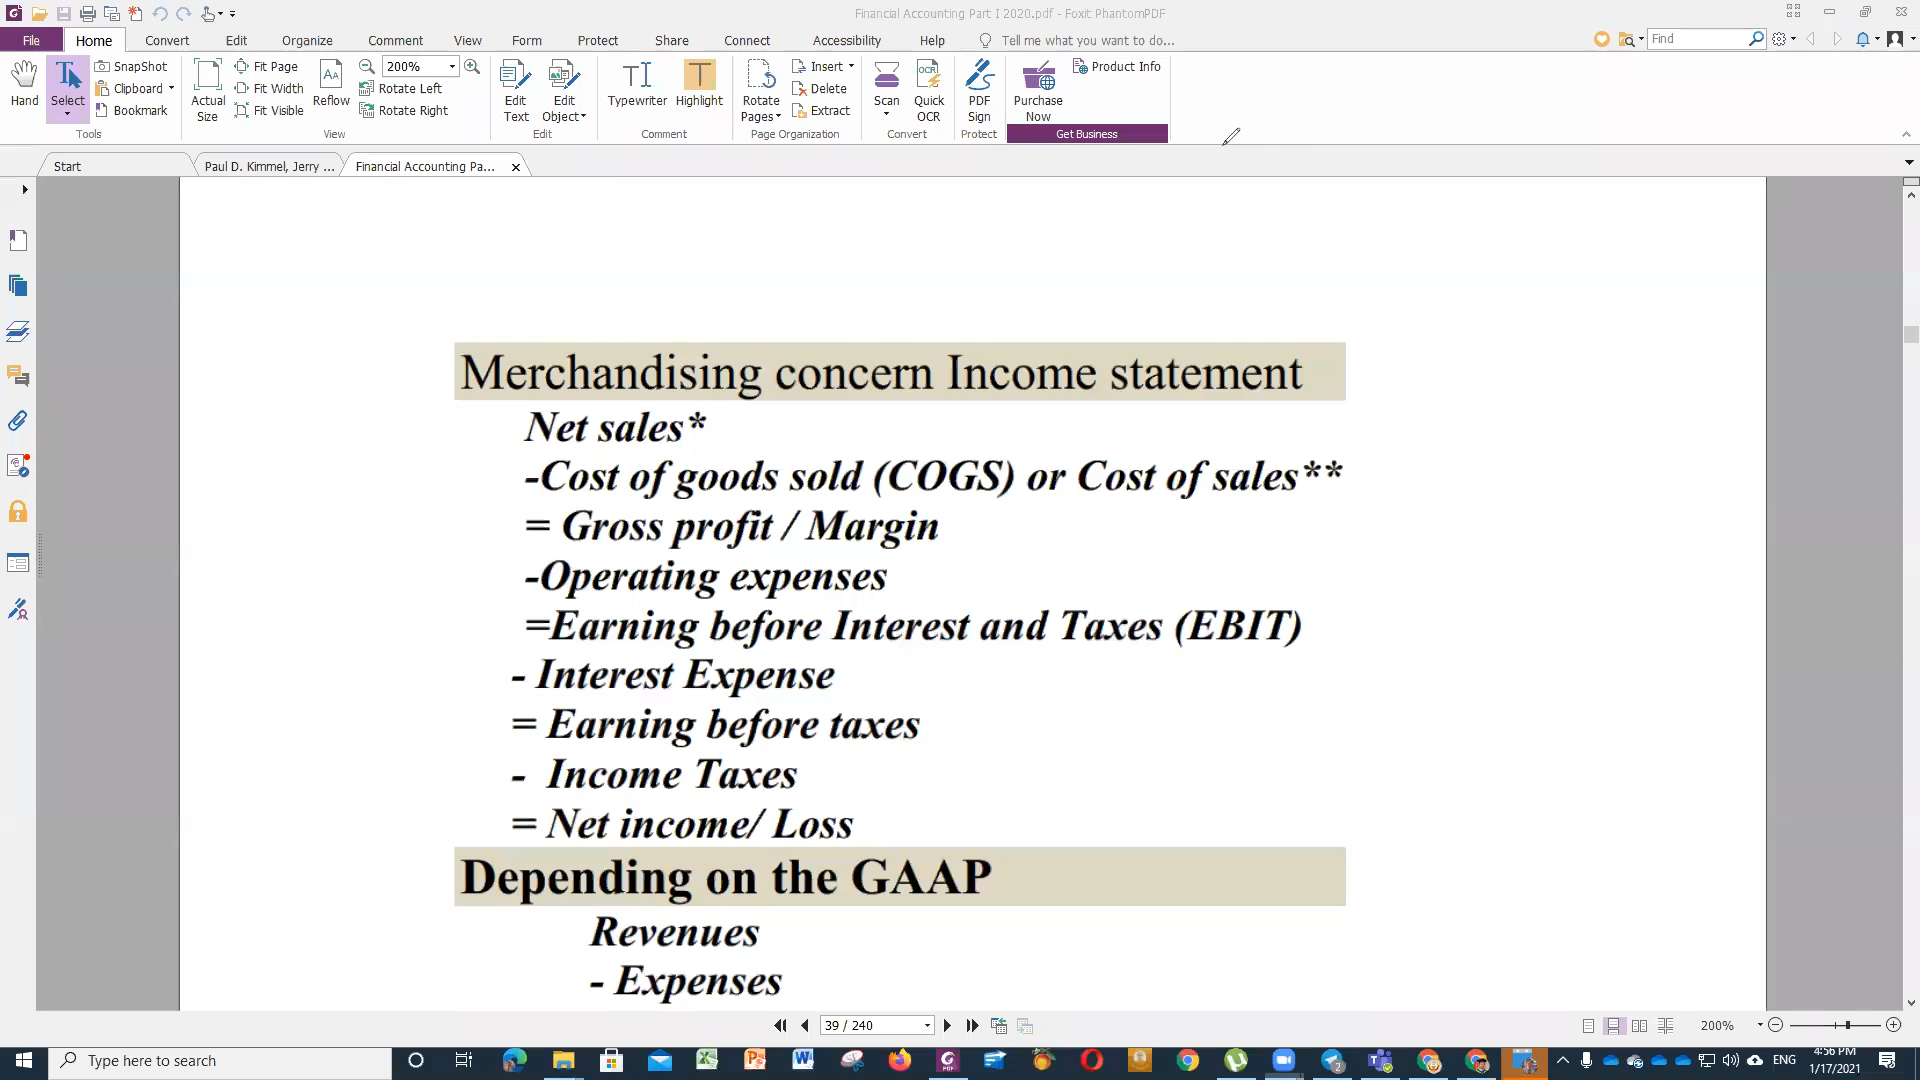 Financial Accounting Part I 2020.pdf - Foxit PhantomPDF
File Home Convert Edit Organize Comment View Form Protect Share Connect Accessibility Help Tell me what you want to do... Find
SnapShot Fit Page 200% Insert Product Info
Clipboard Fit Width Rotate Left Delete
Bookmark Fit Visible Rotate Right Extract
Hand Select Actual Size Reflow Edit Text Edit Object Typewriter Highlight Rotate Pages Scan Quick OCR PDF Sign Purchase Now
Tools View Edit Comment Page Organization Convert Protect Get Business
Start Paul D. Kimmel, Jerry ... Financial Accounting Pa...
Merchandising concern Income statement
Net sales*
-Cost of goods sold (COGS) or Cost of sales**
= Gross profit / Margin
-Operating expenses
=Earning before Interest and Taxes (EBIT)
- Interest Expense
= Earning before taxes
- Income Taxes
= Net income/ Loss
Depending on the GAAP
Revenues
- Expenses
39 / 240 200%
Type here to search ENG 4:56 PM
1/17/2021